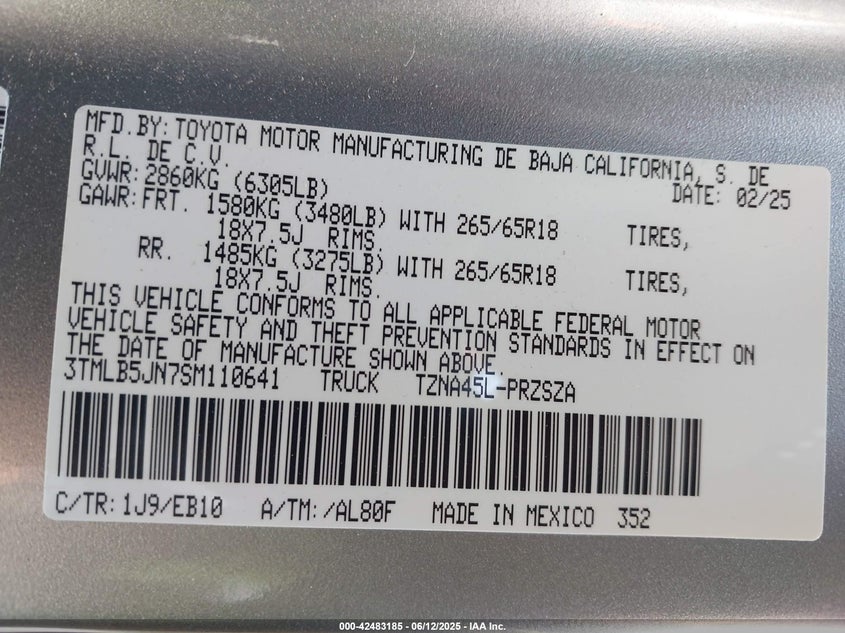 MFD.BY: TOYOTA MOTOR MANUFACTURING DE BAJA CALIFORNIA, S. DE
R.L. DE C.V.
DATE: 02/25
GVWR: 2860KG (6305LB)
GAWR: FRT. 1580KG (3480LB) WITH 265/65R18 TIRES,
18X7.5J RIMS.
RR. 1485KG (3275LB) WITH 265/65R18 TIRES,
18X7.5J RIMS.
THIS VEHICLE CONFORMS TO ALL APPLICABLE FEDERAL MOTOR
VEHICLE SAFETY AND THEFT PREVENTION STANDARDS IN EFFECT ON
THE DATE OF MANUFACTURE SHOWN ABOVE.
3TMLB5JN7SM110641 TRUCK TZNA45L-PRZSZA
C/TR: 1J9/EB10 A/TM: /AL80F MADE IN MEXICO 352
000-42483185 - 06/12/2025 - IAA Inc.